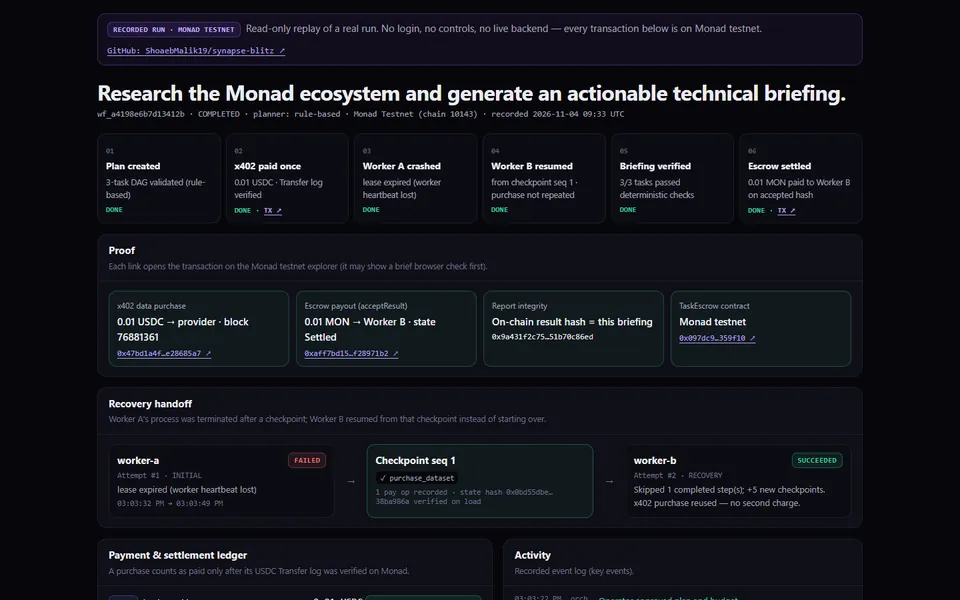 RECORDED RUN · MONAD TESTNET Read-only replay of a real run. No login, no controls, no live backend — every transaction below is on Monad testnet.
GitHub: ShoaebMalik19/synapse-blitz ↗
Research the Monad ecosystem and generate an actionable technical briefing.
wf_a4198e6b7d13412b · COMPLETED · planner: rule-based · Monad Testnet (chain 10143) · recorded 2026-11-04 09:33 UTC
01
Plan created
3-task DAG validated (rule-
based)
DONE
02
x402 paid once
0.01 USDC · Transfer log
verified
DONE · TX ↗
03
Worker A crashed
lease expired (worker
heartbeat lost)
DONE
04
Worker B resumed
from checkpoint seq 1 ·
purchase not repeated
DONE
05
Briefing verified
3/3 tasks passed
deterministic checks
DONE
06
Escrow settled
0.01 MON paid to Worker B
on accepted hash
DONE · TX ↗
Proof
Each link opens the transaction on the Monad testnet explorer (it may show a brief browser check first).
x402 data purchase
0.01 USDC → provider · block
76881361
0x47bd1a4f…e28685a7 ↗
Escrow payout (acceptResult)
0.01 MON → Worker B · state
Settled
0xaff7bd15…f28971b2 ↗
Report integrity
On-chain result hash = this briefing
0x9a431f2c75…51b70c86ed
TaskEscrow contract
Monad testnet
0x097dc9…359f10 ↗
Recovery handoff
Worker A's process was terminated after a checkpoint; Worker B resumed from that checkpoint instead of starting over.
worker-a FAILED
Attempt #1 · INITIAL
lease expired (worker heartbeat lost)
03:03:32 PM → 03:03:49 PM
→
Checkpoint seq 1
✓ purchase_dataset
1 pay op recorded · state hash 0x0bd55dbe…
38ba986a verified on load
→
worker-b SUCCEEDED
Attempt #2 · RECOVERY
Skipped 1 completed step(s); +5 new checkpoints.
x402 purchase reused — no second charge.
Payment & settlement ledger
A purchase counts as paid only after its USDC Transfer log was verified on Monad.
Activity
Recorded event log (key events).